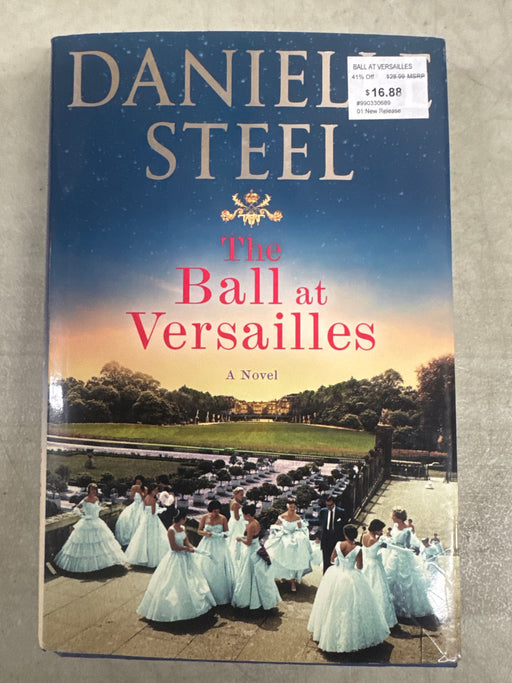 DANIELLE
STEEL
BALL AT VERSAILLES
41% Off $28.99 MSRP
$16.88
#990330689
01 New Release
The
Ball at
Versailles
A Novel